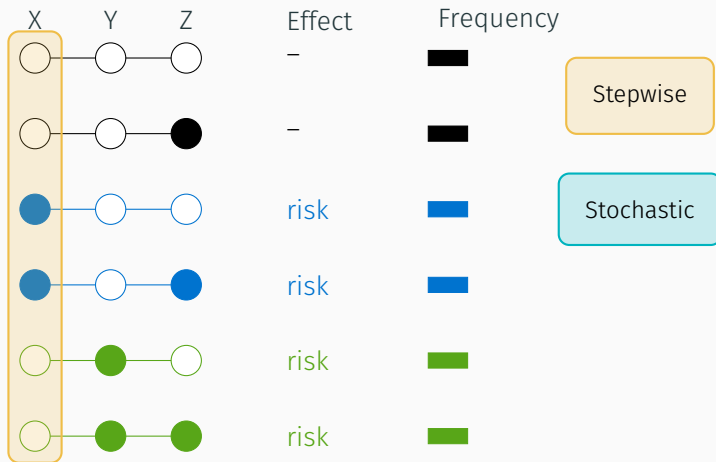 X Y Z Effect Frequency
–
Stepwise
–
risk
Stochastic
risk
risk
risk